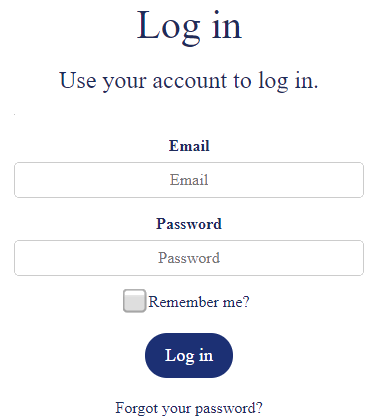 Log in
Use your account to log in.
Email
Email
Password
Password
Remember me?
Log in
Forgot your password?